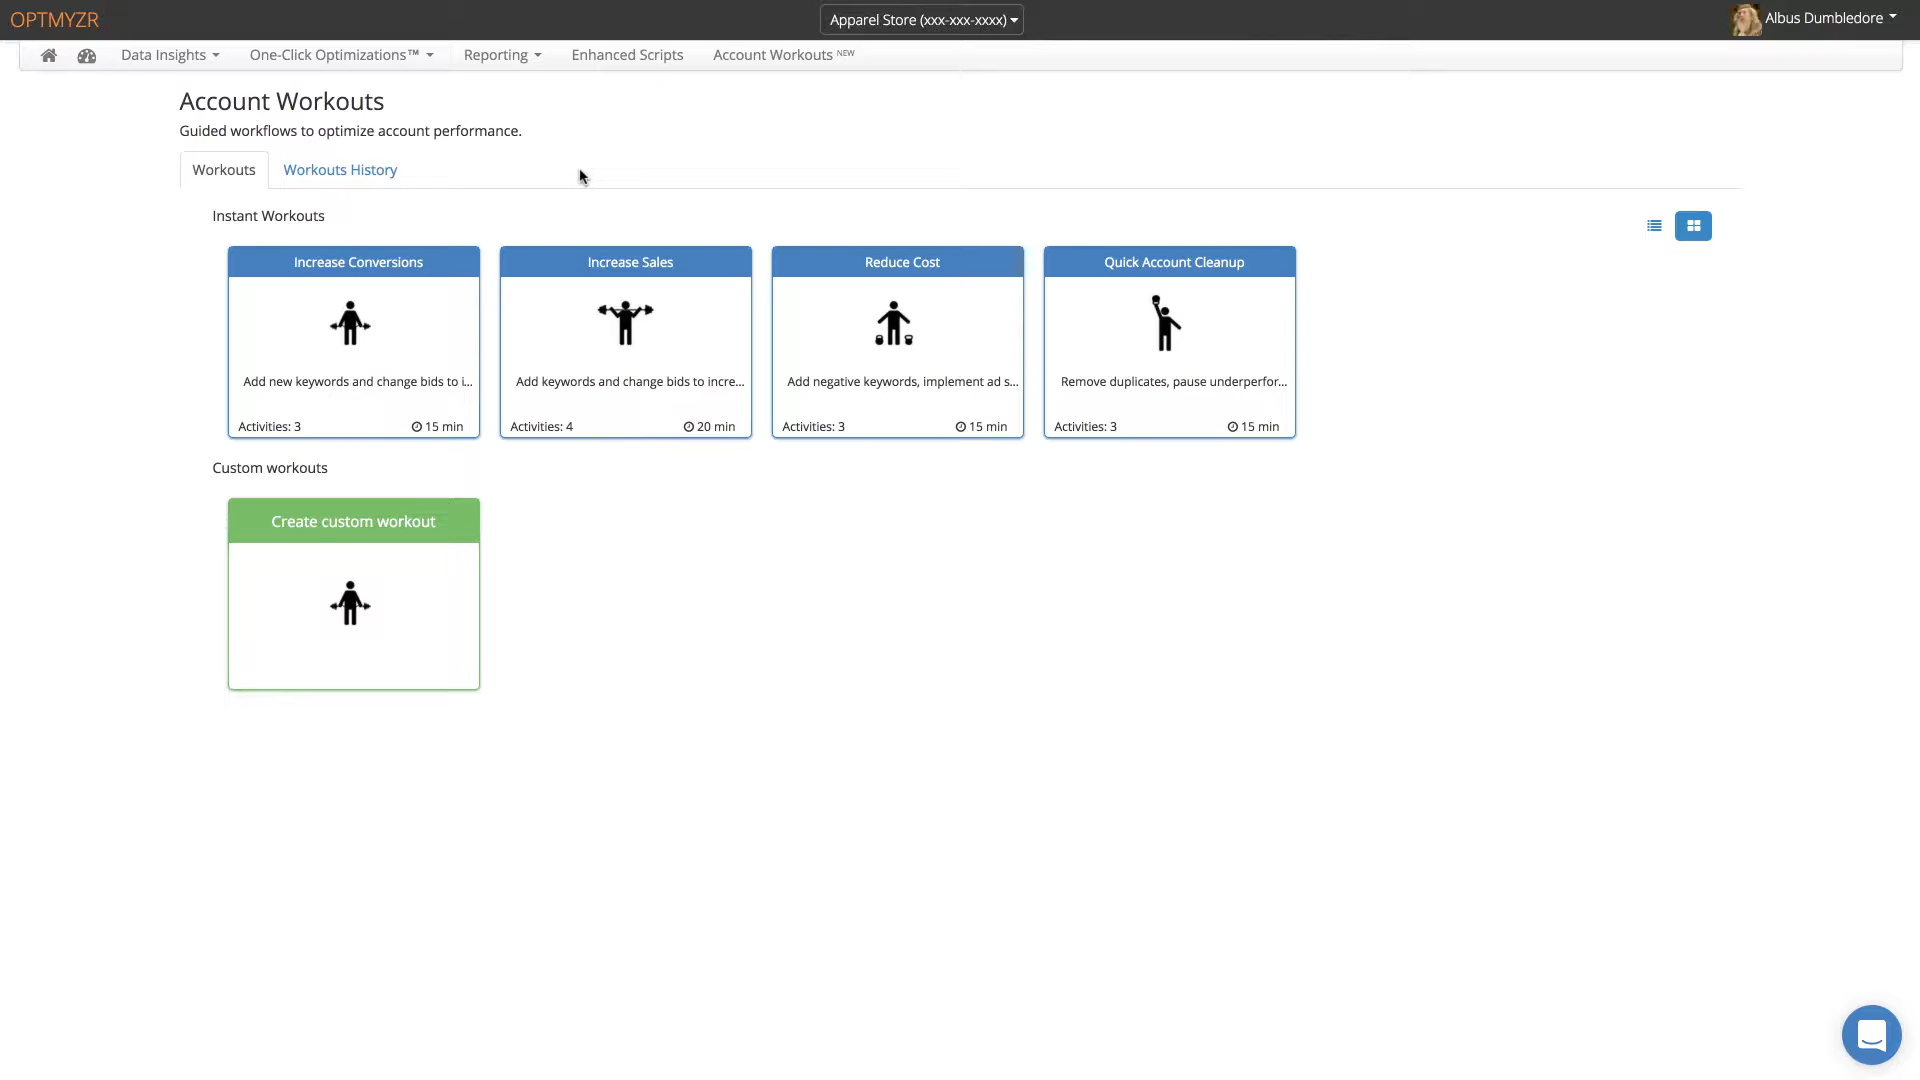 OPTMYZR
Apparel Store (xxx-xxx-xxxx)
Albus Dumbledore
Data Insights
One-Click Optimizations™
Reporting
Enhanced Scripts
Account Workouts NEW
Account Workouts
Guided workflows to optimize account performance.
Workouts
Workouts History
Instant Workouts
Increase Conversions
Add new keywords and change bids to i...
Activities: 3
15 min
Increase Sales
Add keywords and change bids to incre...
Activities: 4
20 min
Reduce Cost
Add negative keywords, implement ad s...
Activities: 3
15 min
Quick Account Cleanup
Remove duplicates, pause underperfor...
Activities: 3
15 min
Custom workouts
Create custom workout